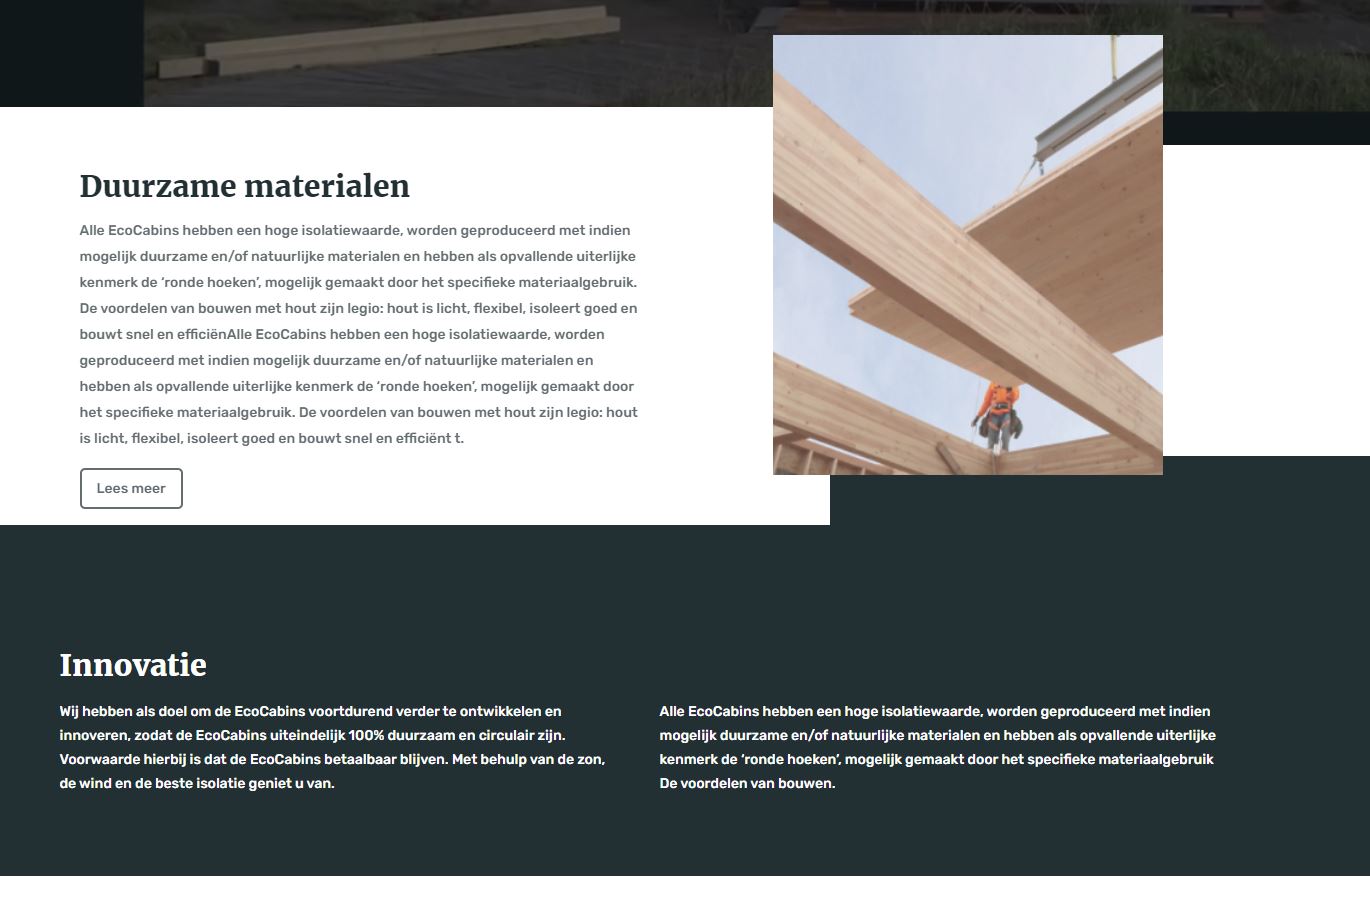 Duurzame materialen
Alle EcoCabins hebben een hoge isolatiewaarde, worden geproduceerd met indien
mogelijk duurzame en/of natuurlijke materialen en hebben als opvallende uiterlijke
kenmerk de ‘ronde hoeken’, mogelijk gemaakt door het specifieke materiaalgebruik.
De voordelen van bouwen met hout zijn legio: hout is licht, flexibel, isoleert goed en
bouwt snel en efficiënAlle EcoCabins hebben een hoge isolatiewaarde, worden
geproduceerd met indien mogelijk duurzame en/of natuurlijke materialen en
hebben als opvallende uiterlijke kenmerk de ‘ronde hoeken’, mogelijk gemaakt door
het specifieke materiaalgebruik. De voordelen van bouwen met hout zijn legio: hout
is licht, flexibel, isoleert goed en bouwt snel en efficiënt t.
Lees meer
Innovatie
Wij hebben als doel om de EcoCabins voortdurend verder te ontwikkelen en
innoveren, zodat de EcoCabins uiteindelijk 100% duurzaam en circulair zijn.
Voorwaarde hierbij is dat de EcoCabins betaalbaar blijven. Met behulp van de zon,
de wind en de beste isolatie geniet u van.
Alle EcoCabins hebben een hoge isolatiewaarde, worden geproduceerd met indien
mogelijk duurzame en/of natuurlijke materialen en hebben als opvallende uiterlijke
kenmerk de ‘ronde hoeken’, mogelijk gemaakt door het specifieke materiaalgebruik
De voordelen van bouwen.